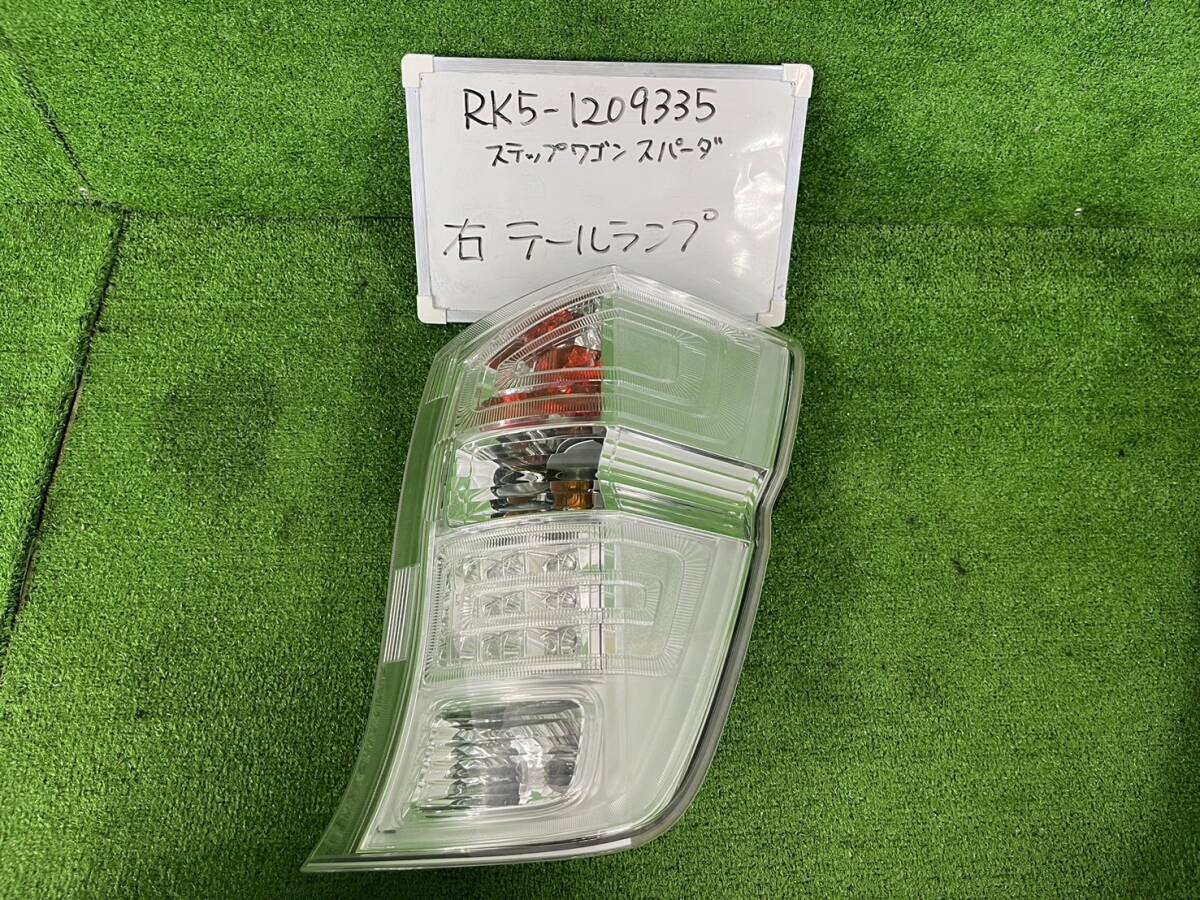 RK5-1209335
ステップワゴン スパーダ
右 テールランプ